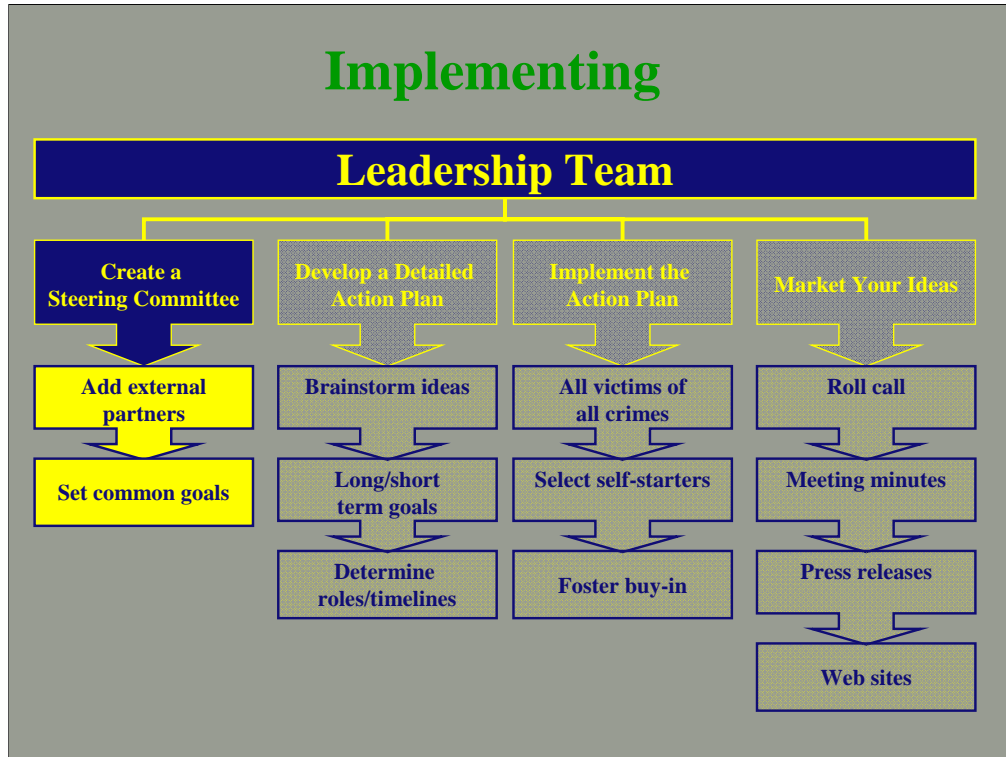 Implementing
Leadership Team
Create a
Steering Committee
Add external
partners
Set common goals
Develop a Detailed
Action Plan
Brainstorm ideas
Long/short
term goals
Determine
roles/timelines
Implement the
Action Plan
All victims of
all crimes
Select self-starters
Foster buy-in
Market Your Ideas
Roll call
Meeting minutes
Press releases
Web sites